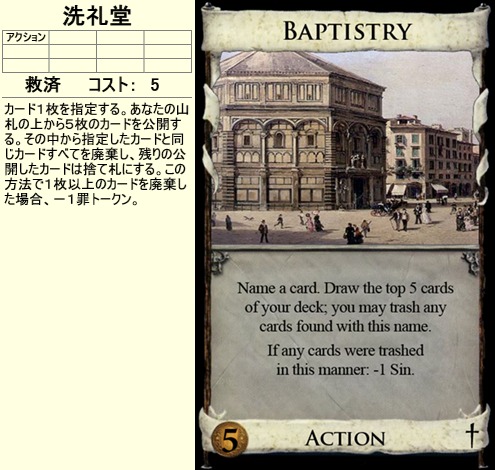 洗礼堂
アクション
救済 コスト: 5
カード1枚を指定する。あなたの山
札の上から5枚のカードを公開す
る。その中から指定したカードと同
じカードすべてを廃棄し、残りの公
開したカードは捨て札にする。この
方法で1枚以上のカードを廃棄し
た場合、－1罪トークン。
BAPTISTRY
Name a card. Draw the top 5 cards
of your deck; you may trash any
cards found with this name.
If any cards were trashed
in this manner: -1 Sin.
5 ACTION †